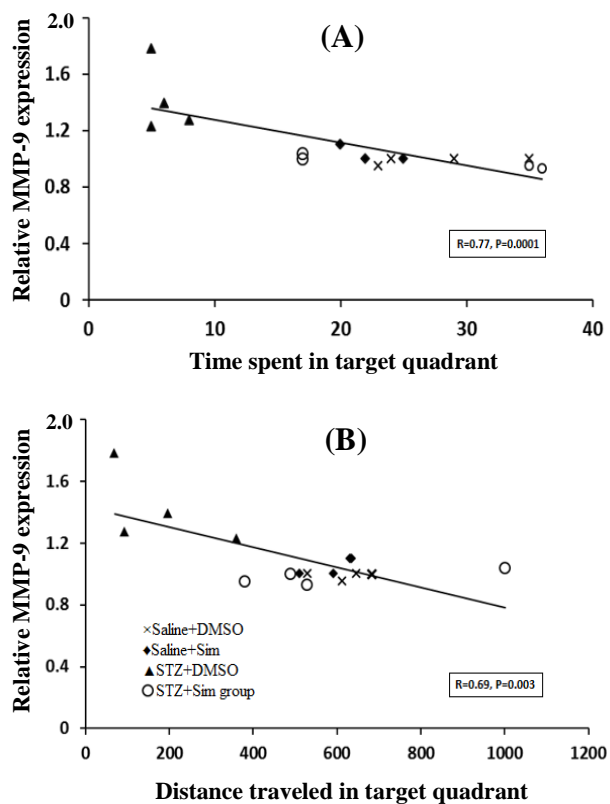 (A)
Relative MMP-9 expression
2.0
1.6
1.2
0.8
0.4
0
R=0.77, P=0.0001
0 10 20 30 40
Time spent in target quadrant
(B)
Relative MMP-9 expression
2.0
1.6
1.2
0.8
0.4
0
×Saline+DMSO
◆Saline+Sim
▲STZ+DMSO
○STZ+Sim group
R=0.69, P=0.003
0 200 400 600 800 1000 1200
Distance traveled in target quadrant